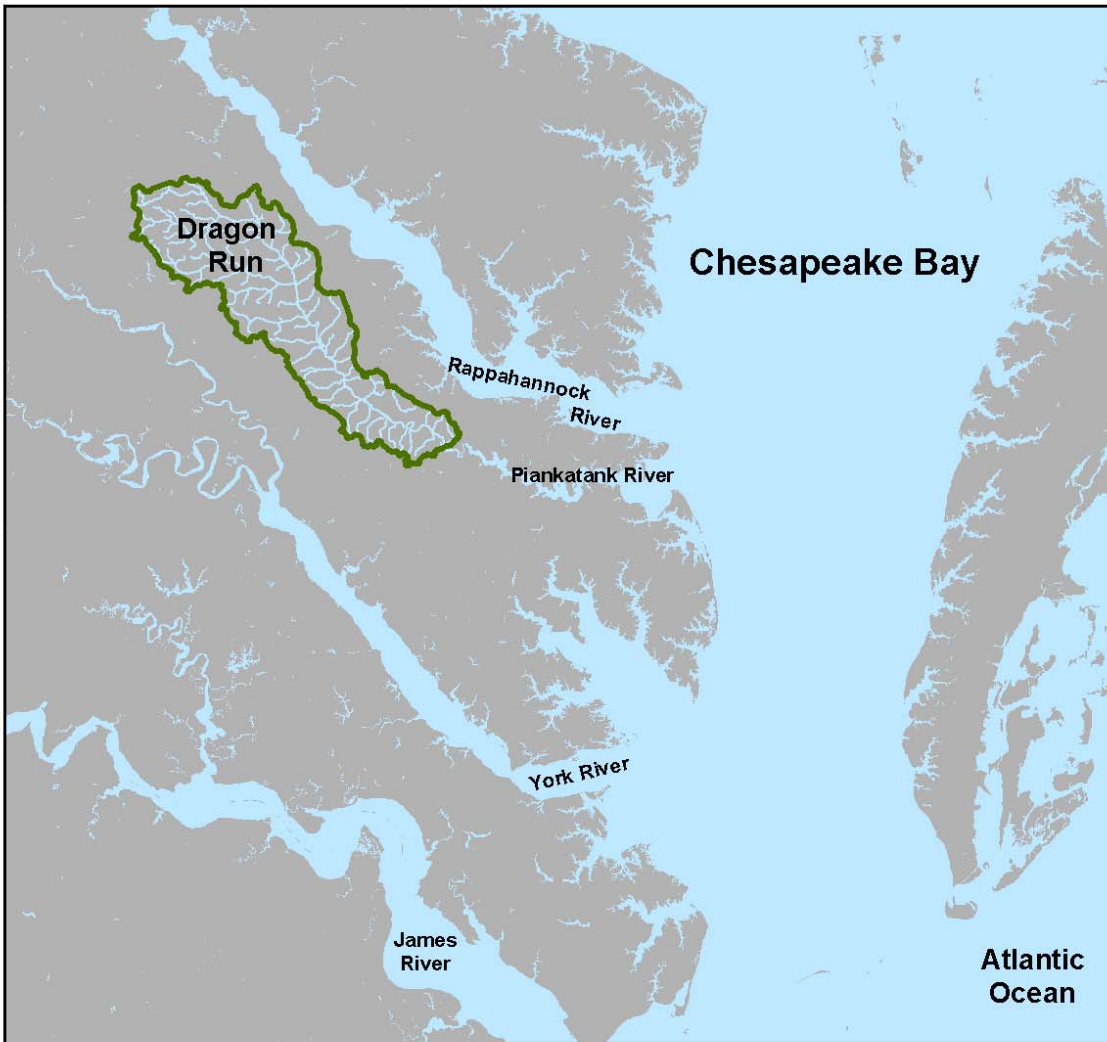 Dragon
Run
Chesapeake Bay
Rappahannock
River
Piankatank River
York River
James
River
Atlantic
Ocean